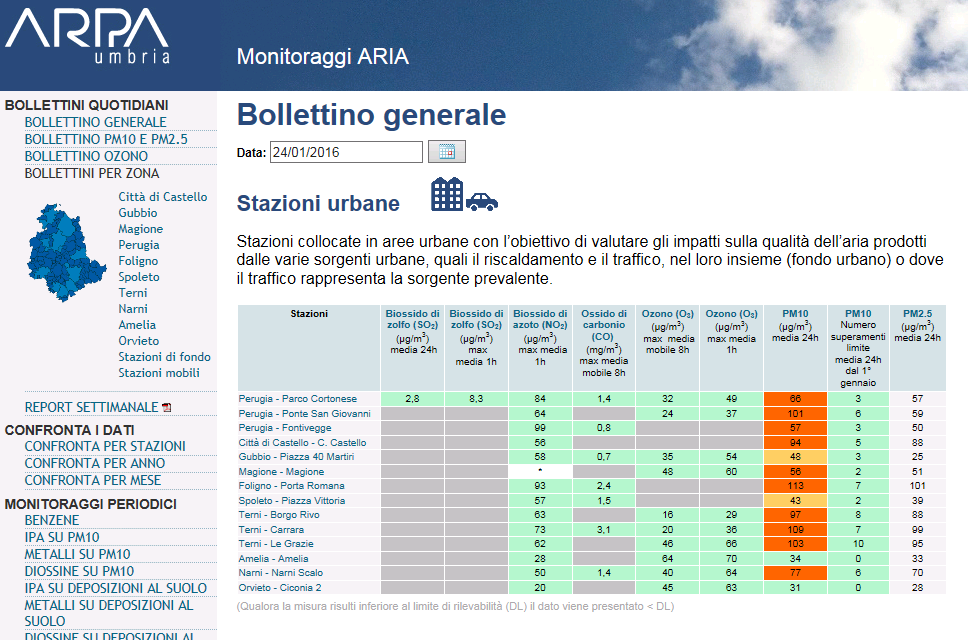 ARPA
umbria
Monitoraggi ARIA
BOLLETTINI QUOTIDIANI
BOLLETTINO GENERALE
BOLLETTINO PM10 E PM2.5
BOLLETTINO OZONO
BOLLETTINI PER ZONA
Città di Castello
Gubbio
Magione
Perugia
Foligno
Spoleto
Terni
Narni
Amelia
Orvieto
Stazioni di fondo
Stazioni mobili
REPORT SETTIMANALE
CONFRONTA I DATI
CONFRONTA PER STAZIONI
CONFRONTA PER ANNO
CONFRONTA PER MESE
MONITORAGGI PERIODICI
BENZENE
IPA SU PM10
METALLI SU PM10
DIOSSINE SU PM10
IPA SU DEPOSIZIONI AL SUOLO
METALLI SU DEPOSIZIONI AL
SUOLO
DIOSSINE SU DEPOSIZIONI AL
Bollettino generale
Data: 24/01/2016
Stazioni urbane
Stazioni collocate in aree urbane con l'obiettivo di valutare gli impatti sulla qualità dell'aria prodotti
dalle varie sorgenti urbane, quali il riscaldamento e il traffico, nel loro insieme (fondo urbano) o dove
il traffico rappresenta la sorgente prevalente.
Stazioni
Biossido di zolfo (SO₂) (µg/m³) media 24h
Biossido di zolfo (SO₂) (µg/m³) max media 1h
Biossido di azoto (NO₂) (µg/m³) max media 1h
Ossido di carbonio (CO) (mg/m³) max media mobile 8h
Ozono (O₃) (µg/m³) max media mobile 8h
Ozono (O₃) (µg/m³) max media 1h
PM10 (µg/m³) media 24h
PM10 Numero superamenti limite media 24h dal 1° gennaio
PM2.5 (µg/m³) media 24h
Perugia - Parco Cortonese 2,8 8,3 84 1,4 32 49 66 3 57
Perugia - Ponte San Giovanni 64 24 37 101 6 59
Perugia - Fontivegge 99 0,8 57 3 50
Città di Castello - C. Castello 56 94 5 88
Gubbio - Piazza 40 Martiri 58 0,7 35 54 48 3 25
Magione - Magione * 48 60 56 2 51
Foligno - Porta Romana 93 2,4 113 7 101
Spoleto - Piazza Vittoria 57 1,5 43 2 39
Terni - Borgo Rivo 63 16 29 97 8 88
Terni - Carrara 73 3,1 20 36 109 7 99
Terni - Le Grazie 62 46 66 103 10 95
Amelia - Amelia 28 64 70 34 0 33
Narni - Narni Scalo 50 1,4 40 64 77 6 70
Orvieto - Ciconia 2 20 45 63 31 0 28
(Qualora la misura risulti inferiore al limite di rilevabilità (DL) il dato viene presentato < DL)